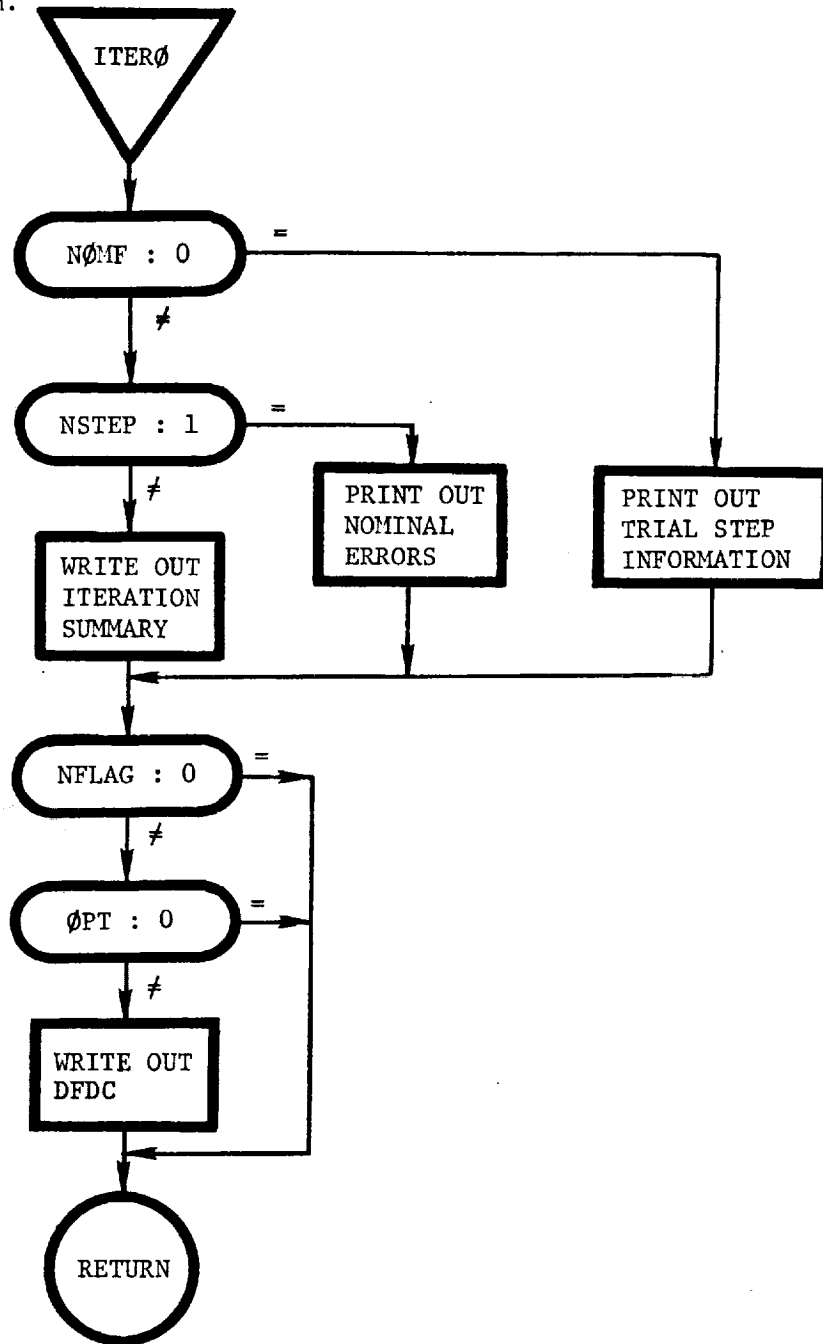 ITERØ
NØMF : 0
=
≠
NSTEP : 1
=
≠
PRINT OUT
NOMINAL
ERRORS
PRINT OUT
TRIAL STEP
INFORMATION
WRITE OUT
ITERATION
SUMMARY
NFLAG : 0
=
≠
ØPT : 0
=
≠
WRITE OUT
DFDC
RETURN